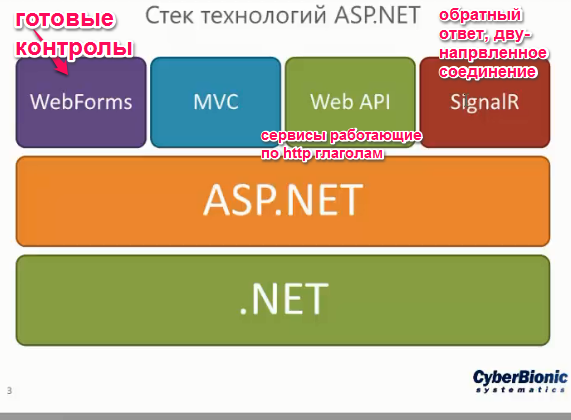 Стек технологий ASP.NET
готовые
контролы
обратный
ответ, дву-
напрвленное
соединение
WebForms
MVC
Web API
SignalR
сервисы работающие
по http глаголам
ASP.NET
.NET
3
CyberBionic
systematics